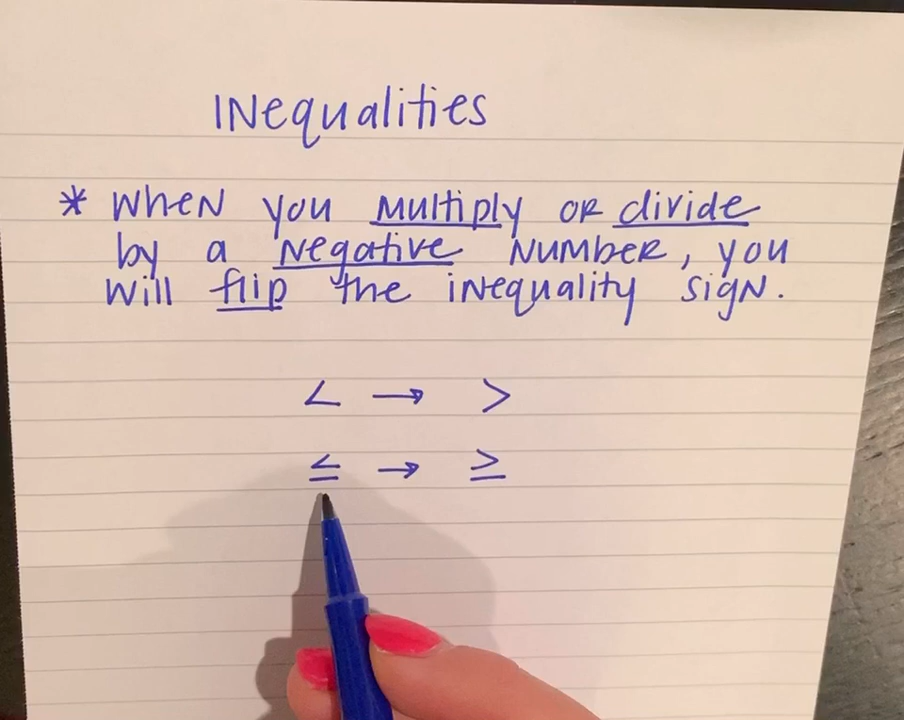 INequalities
* When you multiply or divide
by a Negative Number, you
will flip the inequality sign.
< → >
≤ → ≥